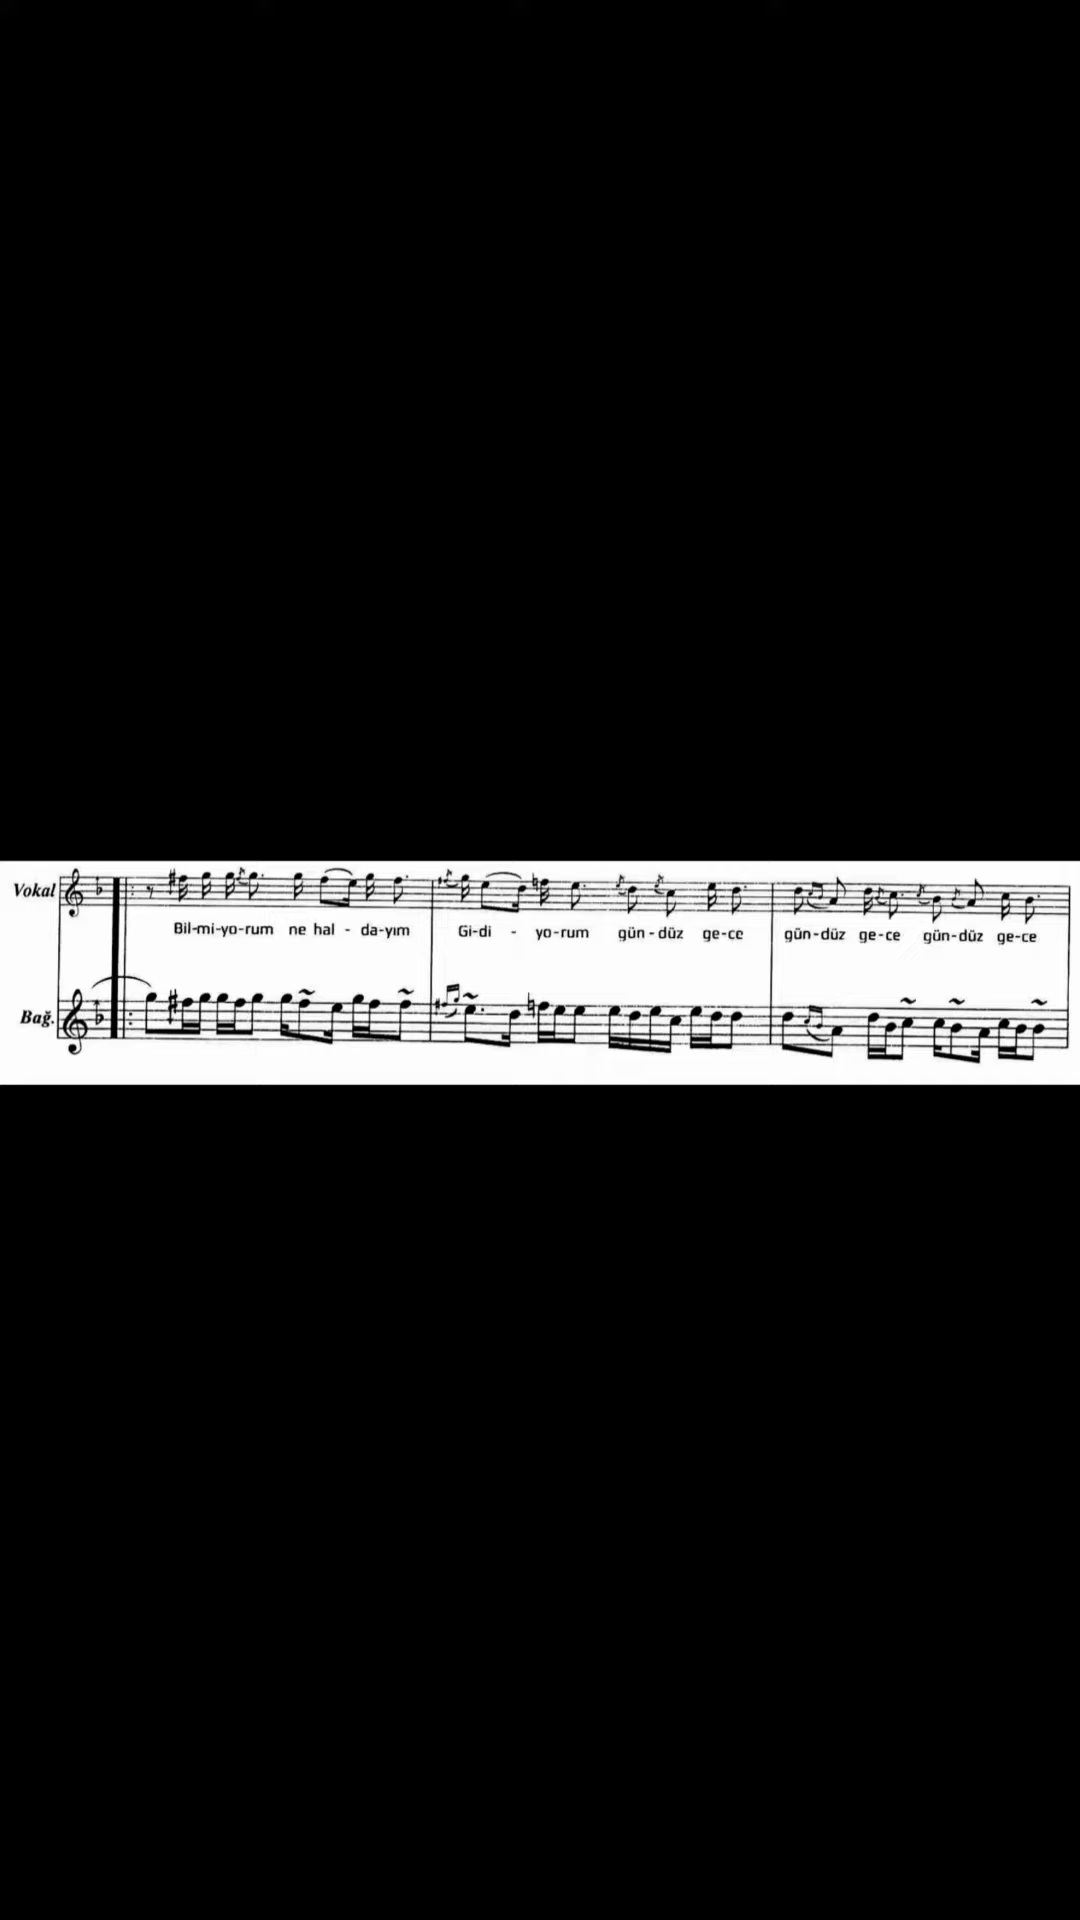 Vokal
Bil-mi-yo-rum ne hal - da-yım Gi-di - yo-rum gün-düz ge-ce gün-düz ge-ce gün-düz ge-ce
Bağ.